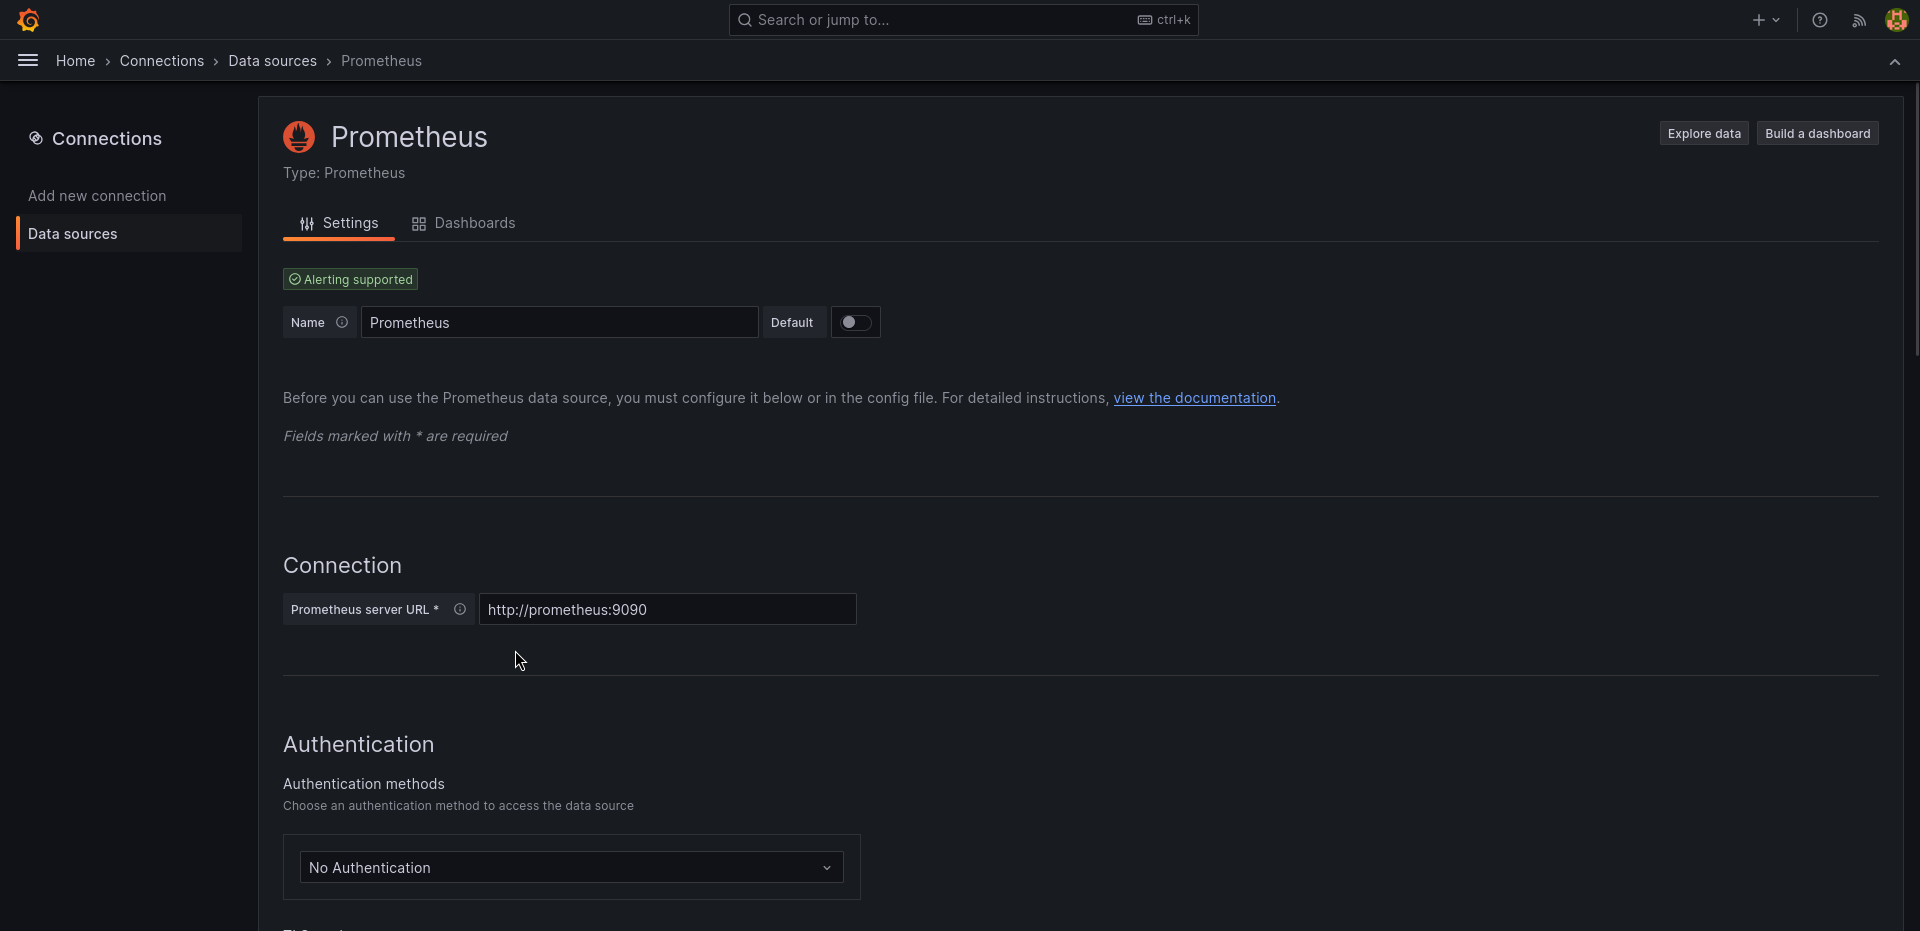 Search or jump to... ctrl+k
Home › Connections › Data sources › Prometheus
Connections
Add new connection
Data sources
Prometheus
Type: Prometheus
Explore data
Build a dashboard
Settings
Dashboards
Alerting supported
Name Prometheus Default
Before you can use the Prometheus data source, you must configure it below or in the config file. For detailed instructions, view the documentation.
Fields marked with * are required
Connection
Prometheus server URL * http://prometheus:9090
Authentication
Authentication methods
Choose an authentication method to access the data source
No Authentication